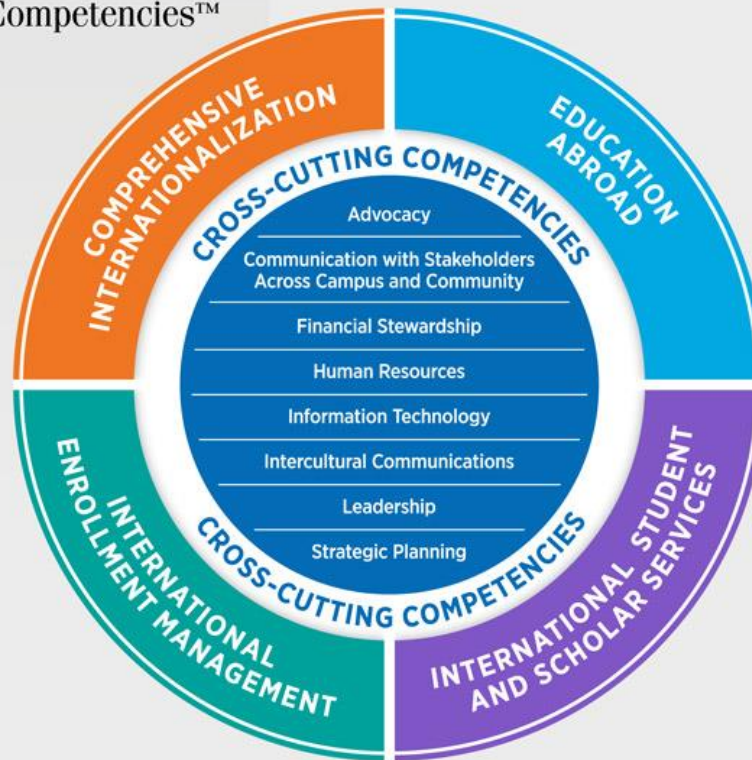 Competencies™
COMPREHENSIVE
INTERNATIONALIZATION
EDUCATION
ABROAD
CROSS-CUTTING COMPETENCIES
Advocacy
Communication with Stakeholders
Across Campus and Community
Financial Stewardship
Human Resources
Information Technology
Intercultural Communications
Leadership
Strategic Planning
CROSS-CUTTING COMPETENCIES
INTERNATIONAL
ENROLLMENT MANAGEMENT
INTERNATIONAL STUDENT
AND SCHOLAR SERVICES